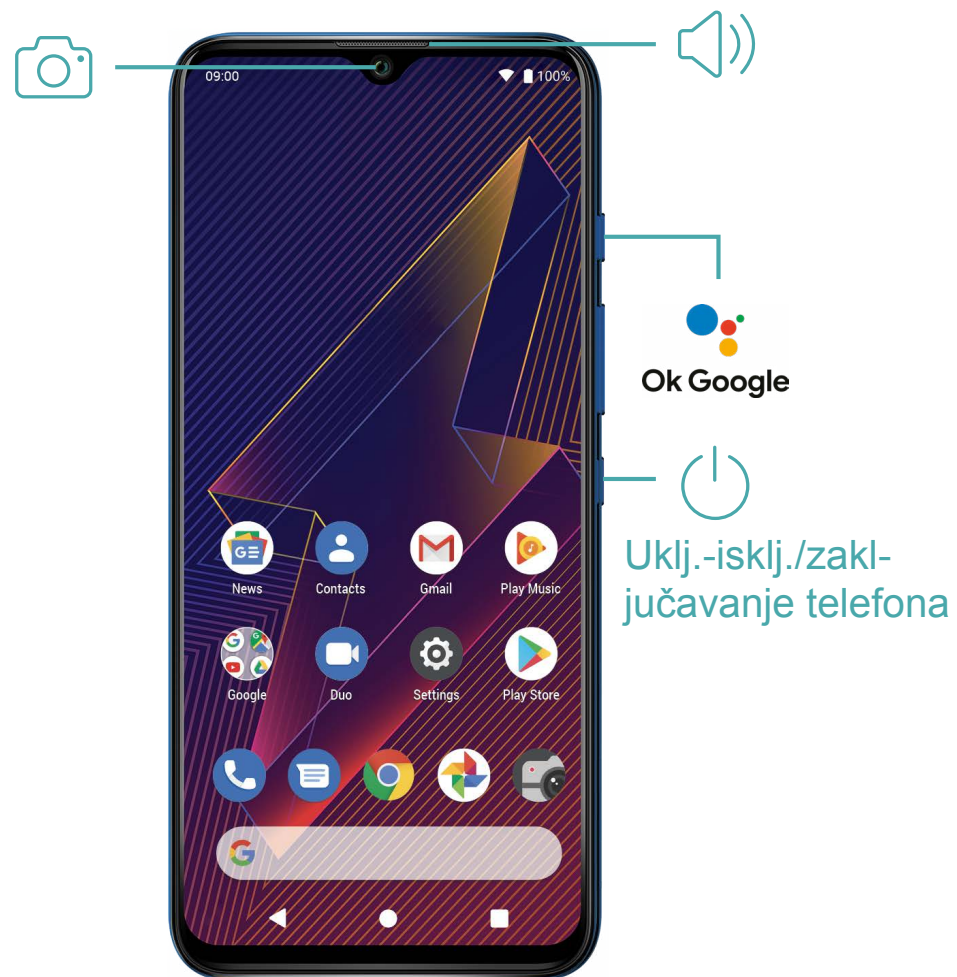 09:00
100%
Ok Google
Uklj.-isklj./zakl-
jučavanje telefona
News
Contacts
Gmail
Play Music
Google
Duo
Settings
Play Store